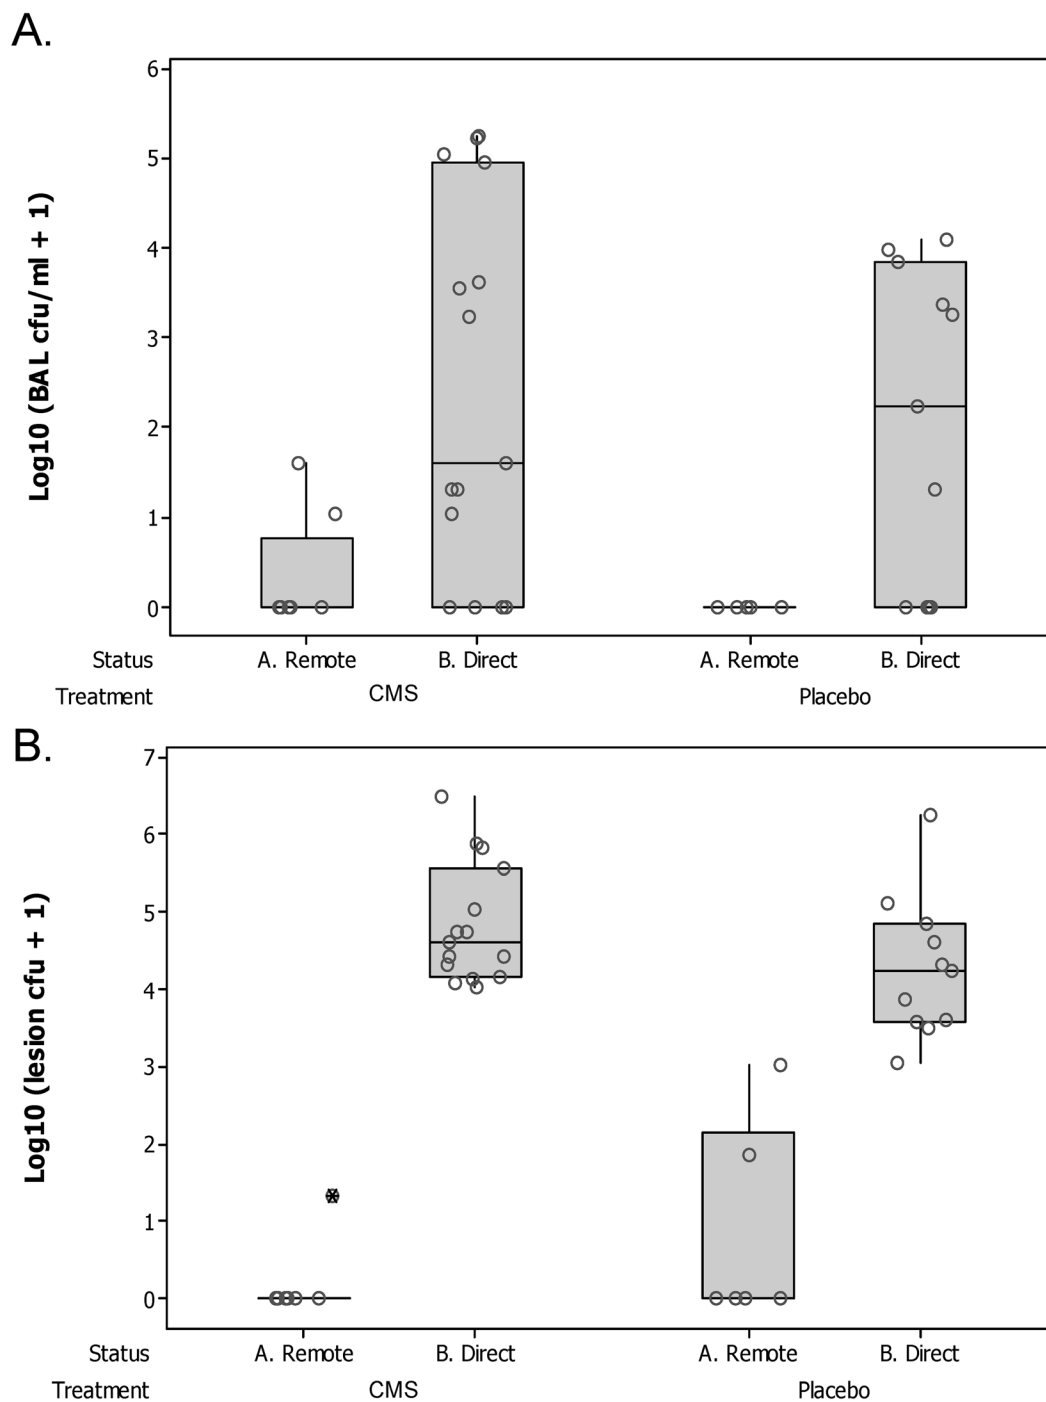 A.
Log10 (BAL cfu/ml + 1)
6
5
4
3
2
1
0
Status A. Remote B. Direct A. Remote B. Direct
Treatment CMS Placebo
B.
Log10 (lesion cfu + 1)
7
6
5
4
3
2
1
0
Status A. Remote B. Direct A. Remote B. Direct
Treatment CMS Placebo